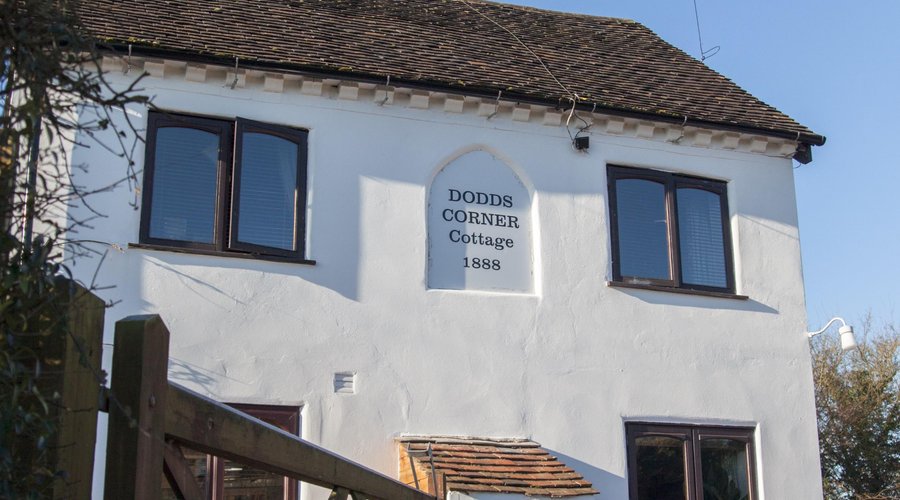 DODDS
CORNER
Cottage
1888